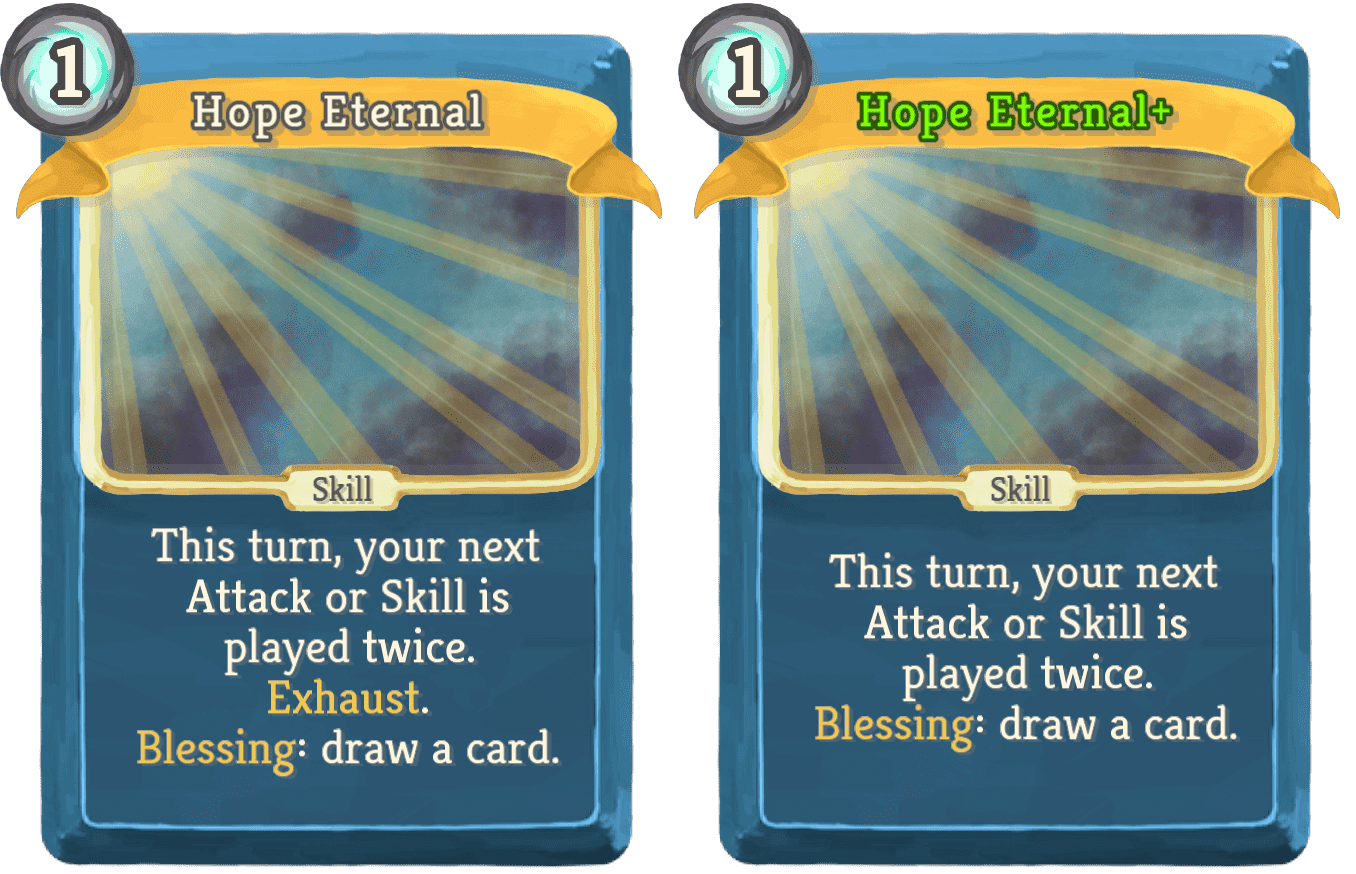 1
Hope Eternal
Skill
This turn, your next
Attack or Skill is
played twice.
Exhaust.
Blessing: draw a card.
1
Hope Eternal+
Skill
This turn, your next
Attack or Skill is
played twice.
Blessing: draw a card.